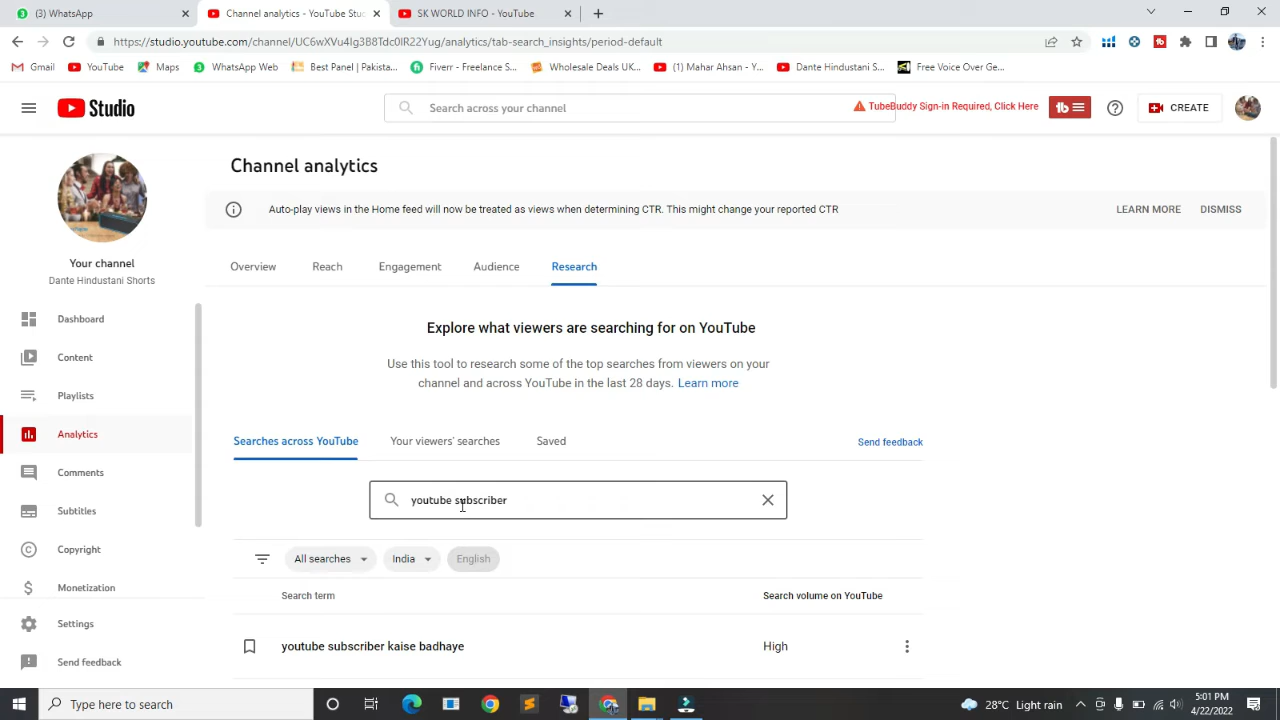 3
WhatsApp
Channel analytics - YouTube Stu
SK WORLD INFO - YouTube
https://studio.youtube.com/channel/UC6wXVu4Ig3B8Tdc0IR22Yug/analytics/tab-search_insights/period-default
Gmail
YouTube
Maps
WhatsApp Web
Best Panel | Pakista...
Fiverr - Freelance S...
Wholesale Deals UK...
(1) Mahar Ahsan - Y...
Dante Hindustani S...
Free Voice Over Ge...
Studio
Search across your channel
TubeBuddy Sign-in Required, Click Here
tb
CREATE
Channel analytics
Auto-play views in the Home feed will now be treated as views when determining CTR. This might change your reported CTR
LEARN MORE
DISMISS
Your channel
Dante Hindustani Shorts
Overview
Reach
Engagement
Audience
Research
Dashboard
Content
Playlists
Analytics
Comments
Subtitles
Copyright
Monetization
Settings
Send feedback
Explore what viewers are searching for on YouTube
Use this tool to research some of the top searches from viewers on your
channel and across YouTube in the last 28 days. Learn more
Searches across YouTube
Your viewers' searches
Saved
Send feedback
youtube subscriber
All searches
India
English
Search term
Search volume on YouTube
youtube subscriber kaise badhaye
High
Type here to search
28°C Light rain
5:01 PM
4/22/2022